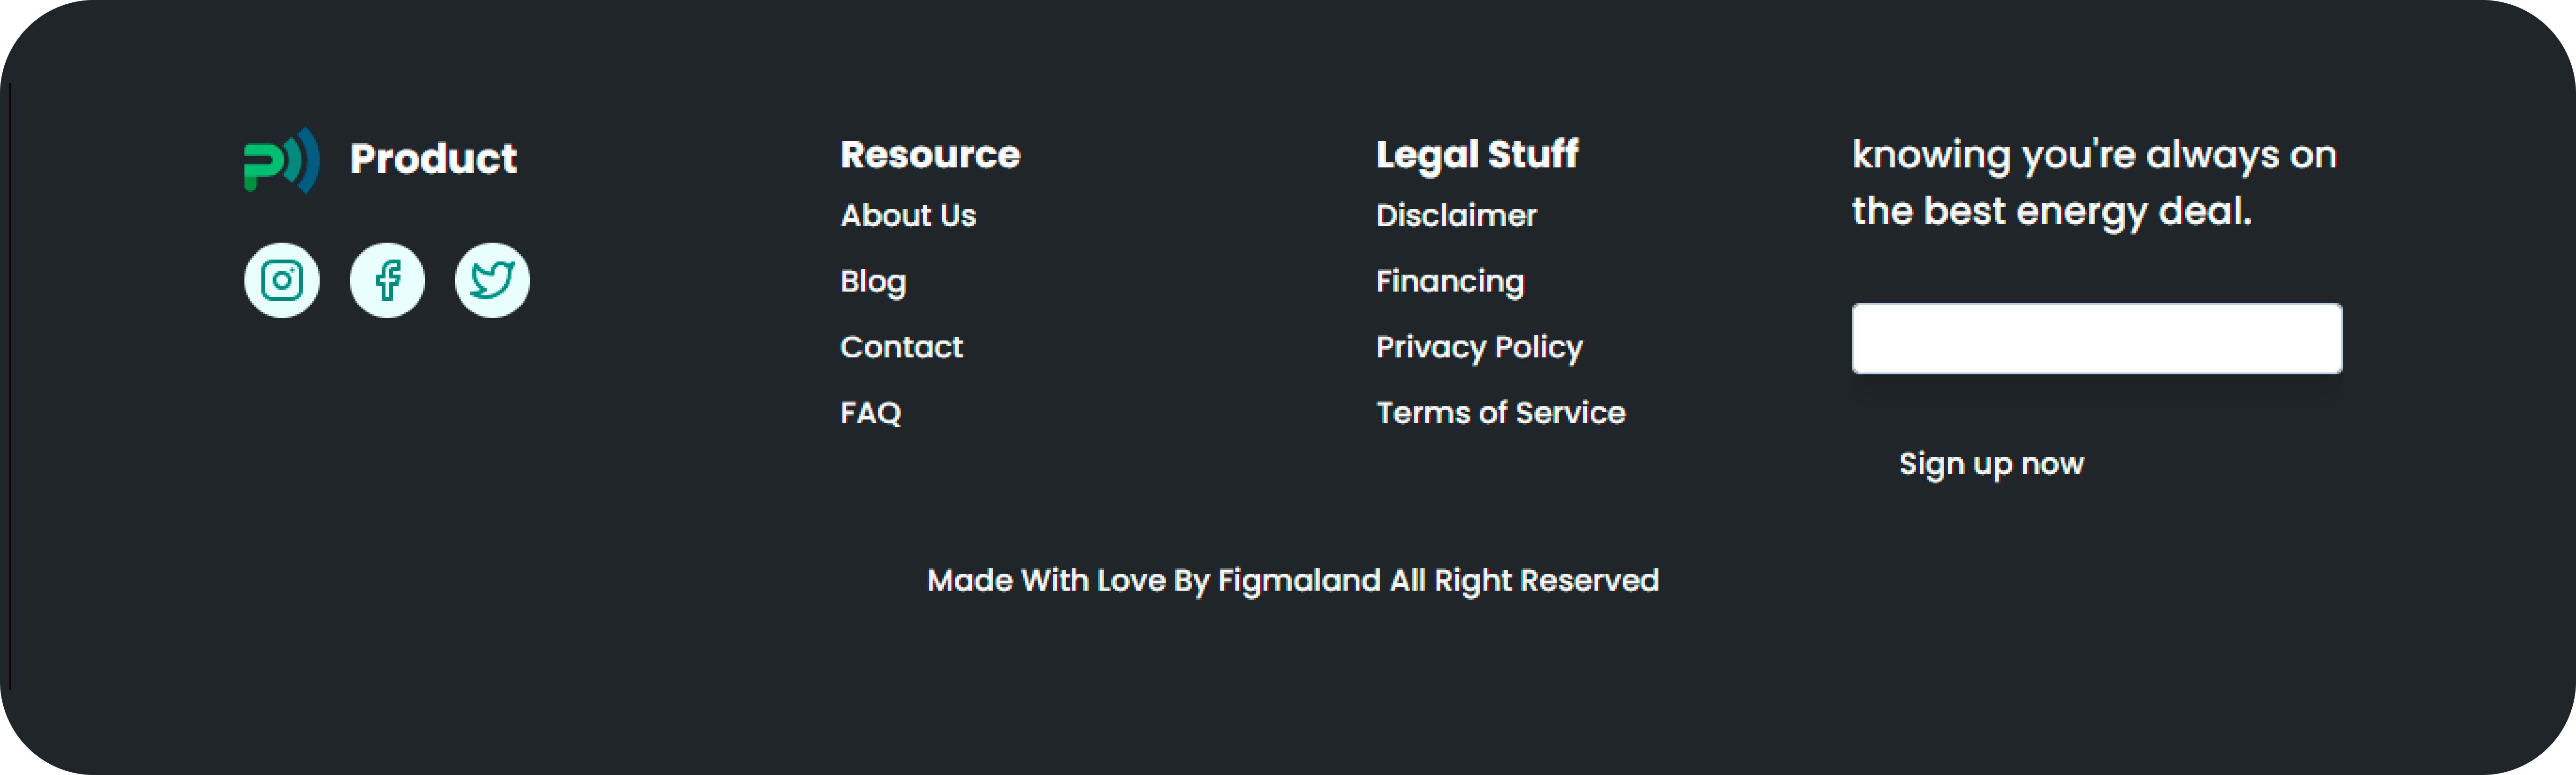 Product
Resource
About Us
Blog
Contact
FAQ
Legal Stuff
Disclaimer
Financing
Privacy Policy
Terms of Service
knowing you're always on
the best energy deal.
Sign up now
Made With Love By Figmaland All Right Reserved